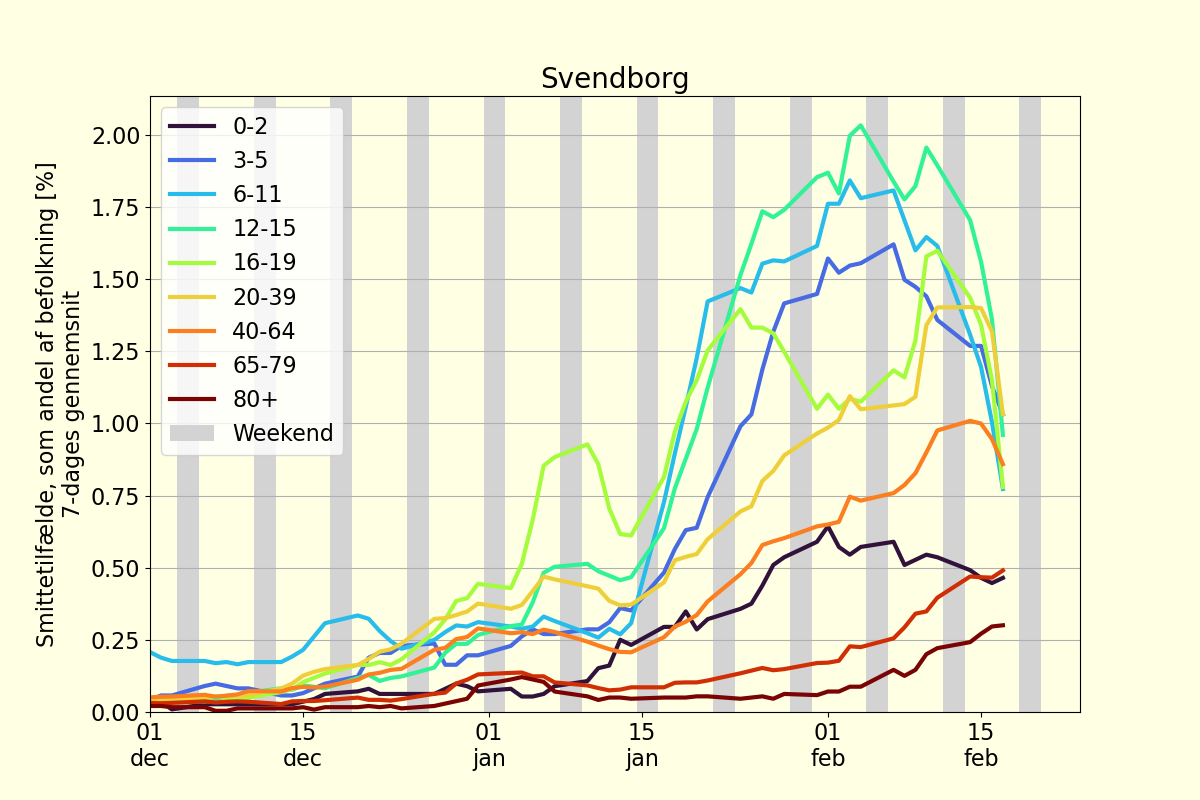 Svendborg
Smittetilfælde, som andel af befolkning [%]
7-dages gennemsnit
2.00
1.75
1.50
1.25
1.00
0.75
0.50
0.25
0.00
0-2
3-5
6-11
12-15
16-19
20-39
40-64
65-79
80+
Weekend
01
dec
15
dec
01
jan
15
jan
01
feb
15
feb